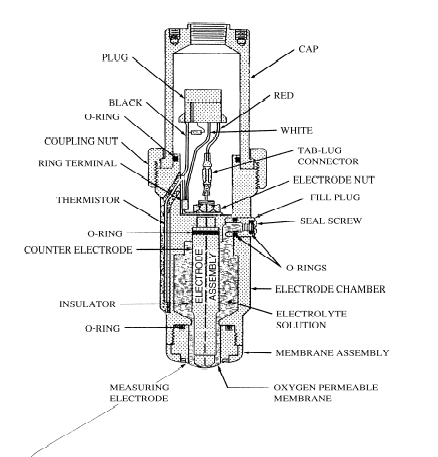 CAP
PLUG
RED
BLACK
O-RING
WHITE
COUPLING NUT
TAB-LUG
CONNECTOR
RING TERMINAL
ELECTRODE NUT
THERMISTOR
FILL PLUG
SEAL SCREW
O-RING
COUNTER ELECTRODE
ELECTRODE
ASSEMBLY
O RINGS
ELECTRODE CHAMBER
INSULATOR
ELECTROLYTE
SOLUTION
O-RING
MEMBRANE ASSEMBLY
MEASURING
ELECTRODE
OXYGEN PERMEABLE
MEMBRANE